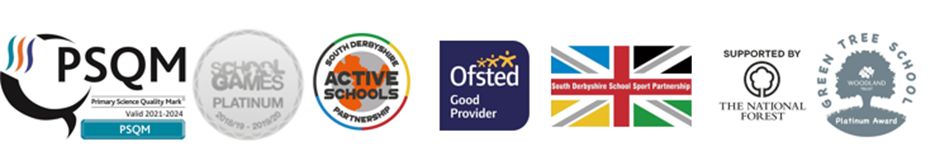 PSQM
Primary Science Quality Mark
Valid 2021-2024
PSQM
SCHOOL
GAMES
PLATINUM
2018/19 - 2019/20
SOUTH DERBYSHIRE
ACTIVE
SCHOOLS
PARTNERSHIP
Ofsted
Good
Provider
South Derbyshire School Sport Partnership
SUPPORTED BY
THE NATIONAL
FOREST
GREEN TREE SCHOOL
WOODLAND
TRUST
Platinum Award